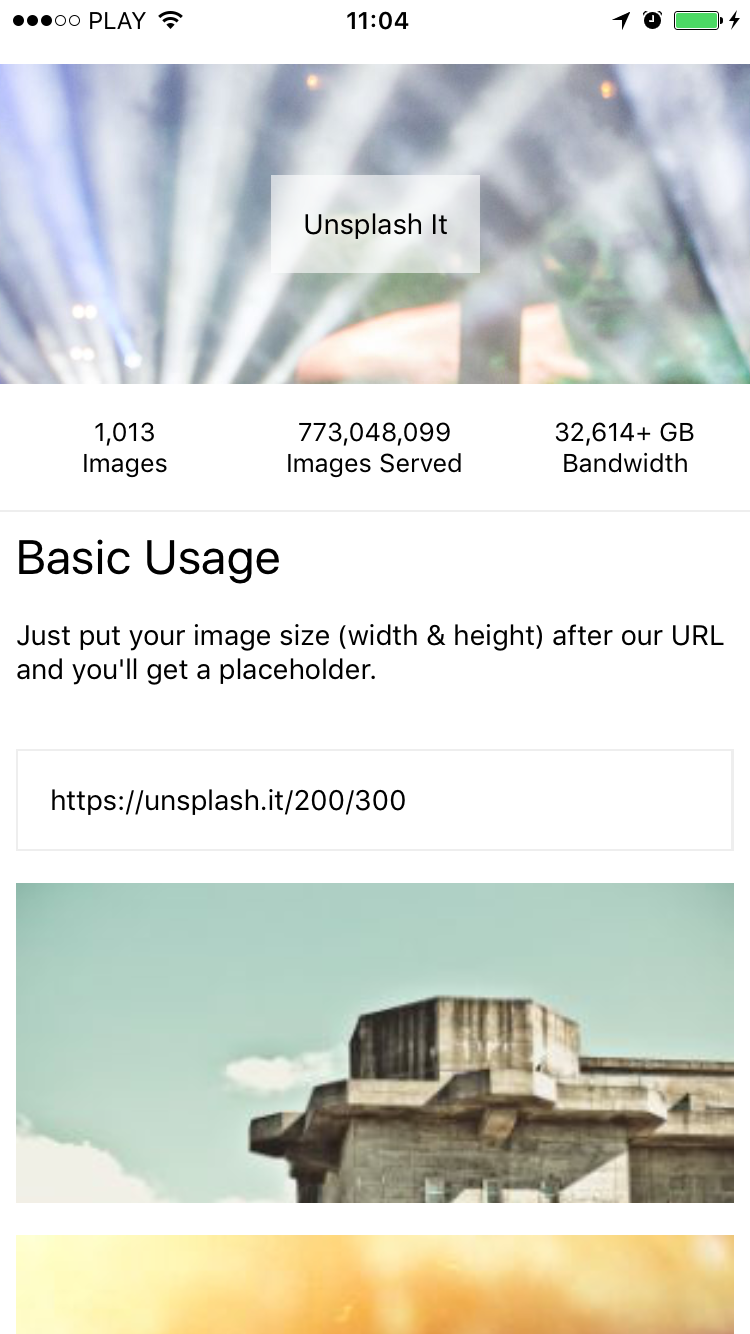 PLAY 11:04
Unsplash It
1,013 773,048,099 32,614+ GB
Images Images Served Bandwidth
Basic Usage
Just put your image size (width & height) after our URL
and you'll get a placeholder.
https://unsplash.it/200/300